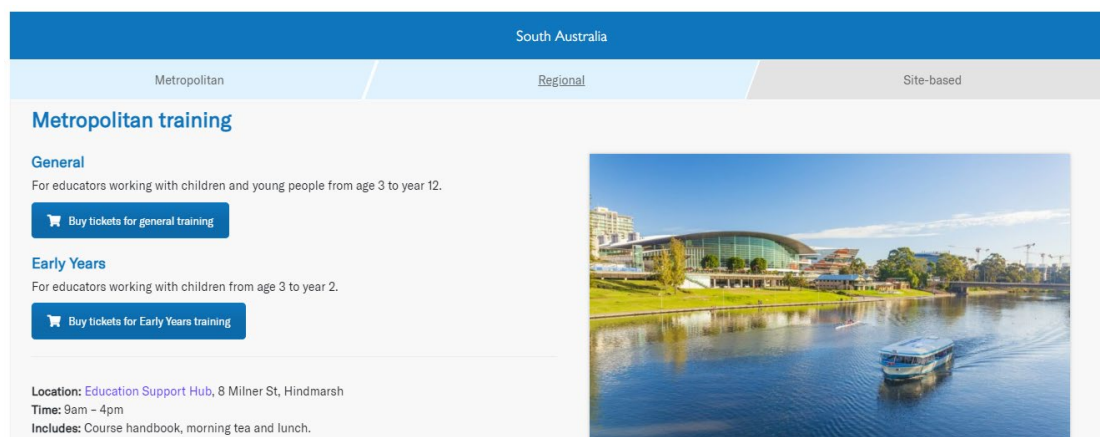 South Australia
Metropolitan
Regional
Site-based
Metropolitan training
General
For educators working with children and young people from age 3 to year 12.
Buy tickets for general training
Early Years
For educators working with children from age 3 to year 2.
Buy tickets for Early Years training
Location: Education Support Hub, 8 Milner St, Hindmarsh
Time: 9am – 4pm
Includes: Course handbook, morning tea and lunch.